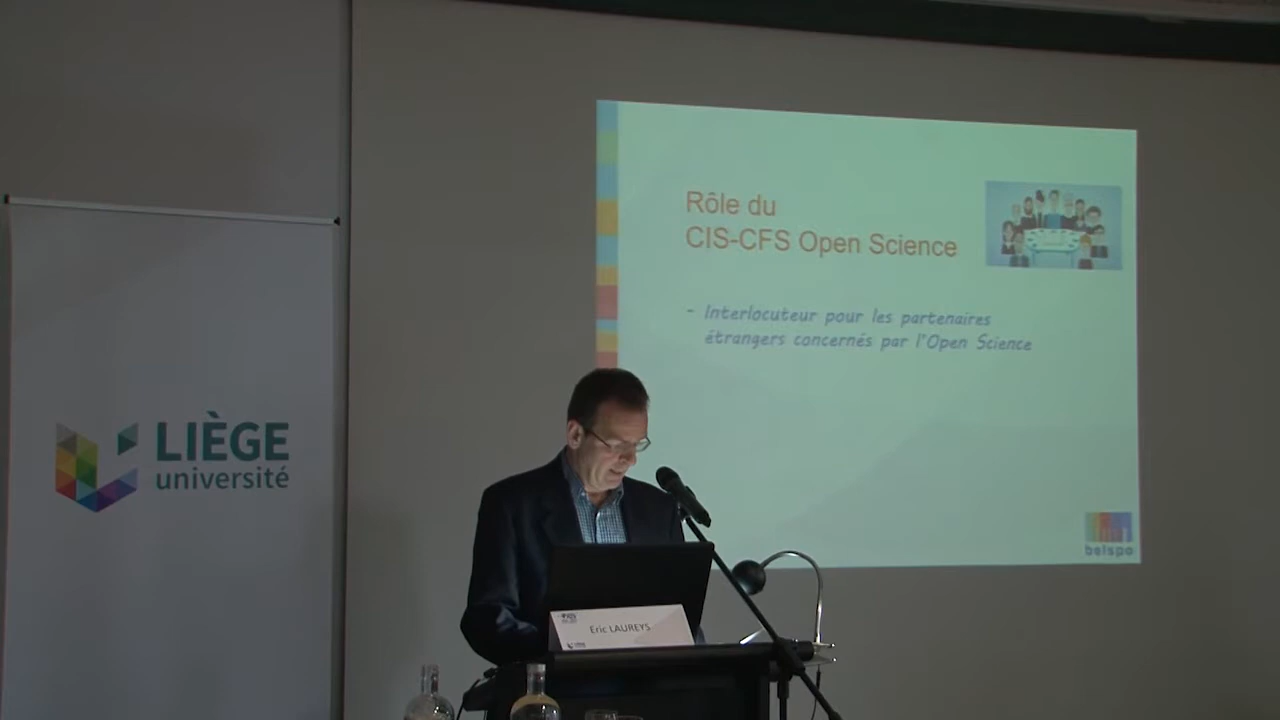 Rôle du
CIS-CFS Open Science
- Interlocuteur pour les partenaires
étrangers concernés par l'Open Science
belspo
LIÈGE
université
Eric LAUREYS